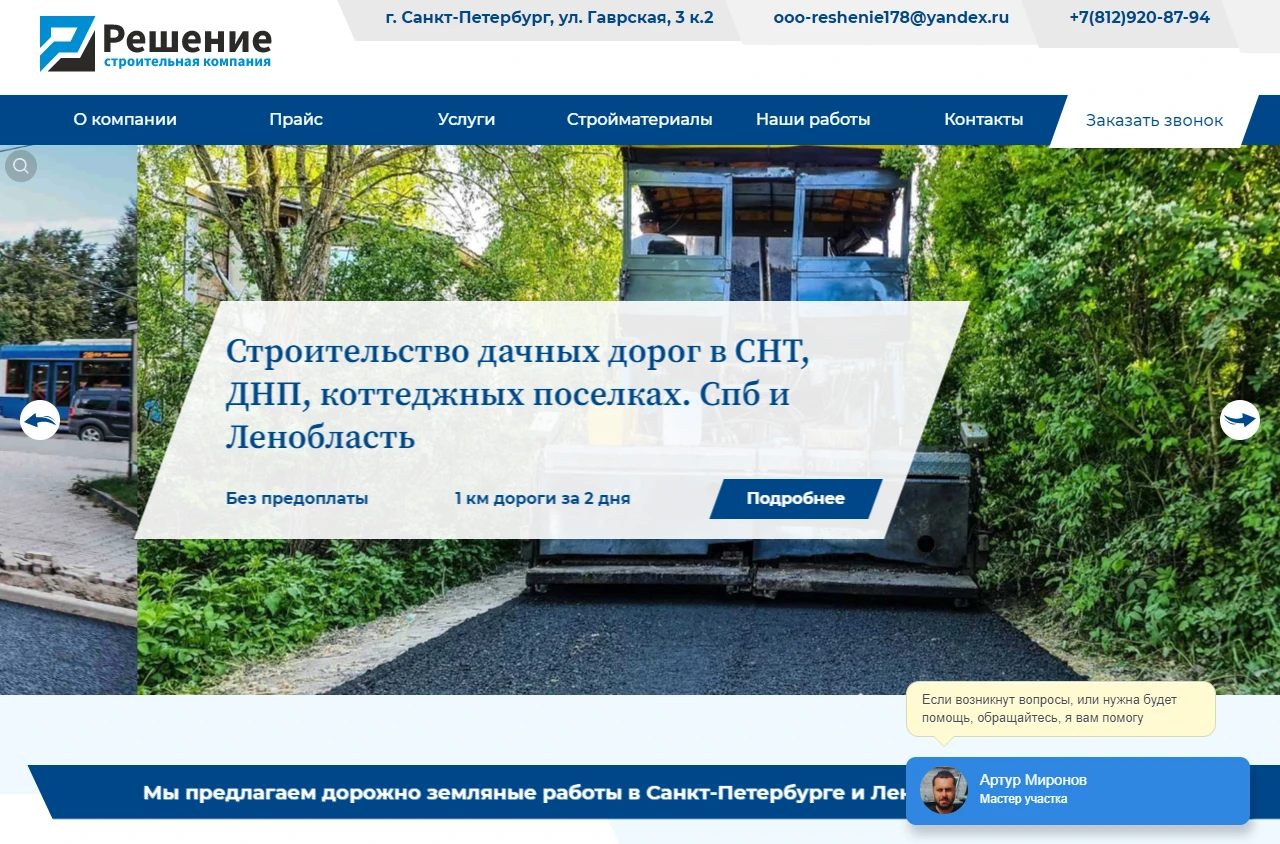 Решение
строительная компания
г. Санкт-Петербург, ул. Гаврская, 3 к.2
ooo-reshenie178@yandex.ru
+7(812)920-87-94
О компании
Прайс
Услуги
Стройматериалы
Наши работы
Контакты
Заказать звонок
Строительство дачных дорог в СНТ,
ДНП, коттеджных поселках. Спб и
Ленобласть
Без предоплаты
1 км дороги за 2 дня
Подробнее
Если возникнут вопросы, или нужна будет
помощь, обращайтесь, я вам помогу
Мы предлагаем дорожно земляные работы в Санкт-Петербурге и
Артур Миронов
Мастер участка